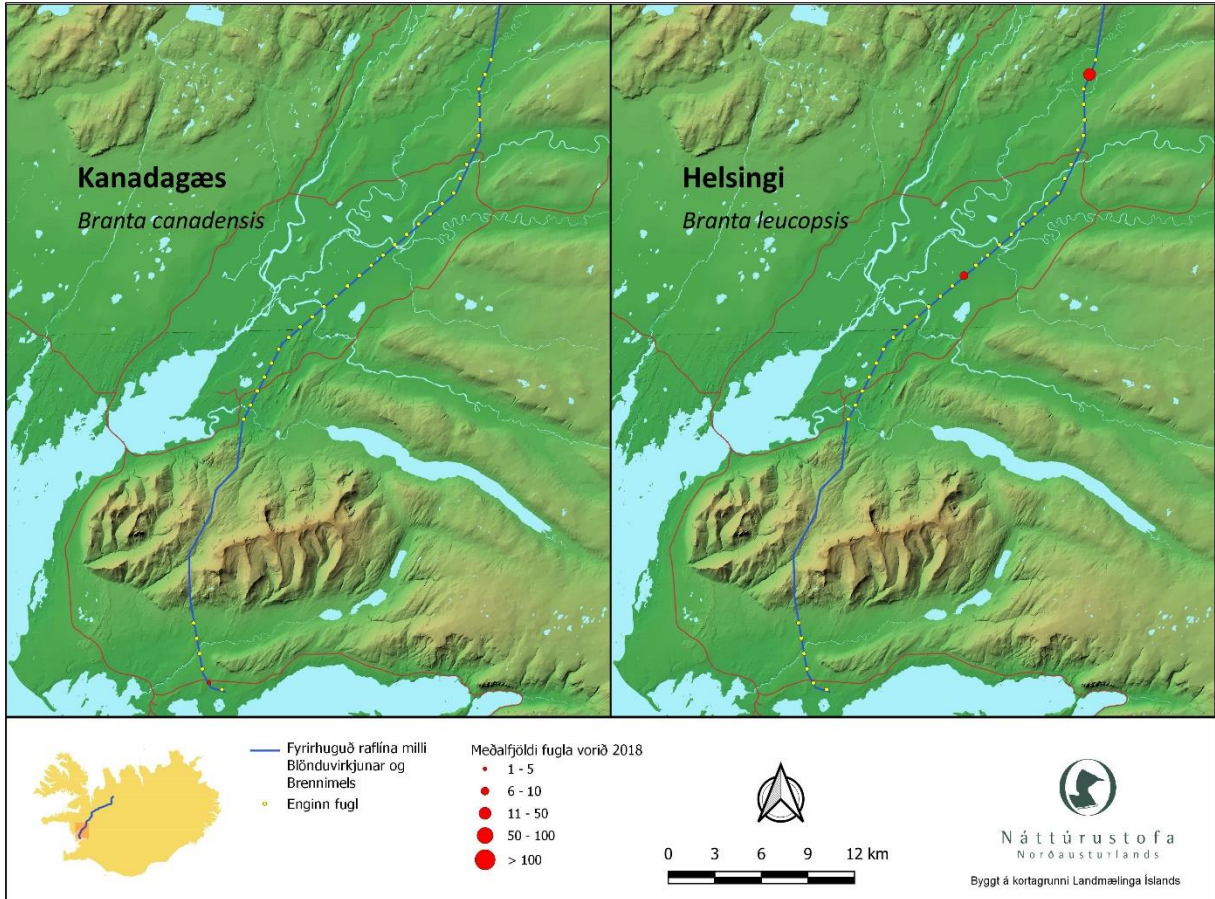 Kanadagæs
Branta canadensis
Helsingi
Branta leucopsis
Fyrirhuguð raflína milli
Blönduvirkjunar og
Brennimels
Enginn fugl
Meðalfjöldi fugla vorið 2018
1 - 5
6 - 10
11 - 50
50 - 100
> 100
0 3 6 9 12 km
Náttúrustofa
Norðausturlands
Byggt á kortagrunni Landmælinga Íslands